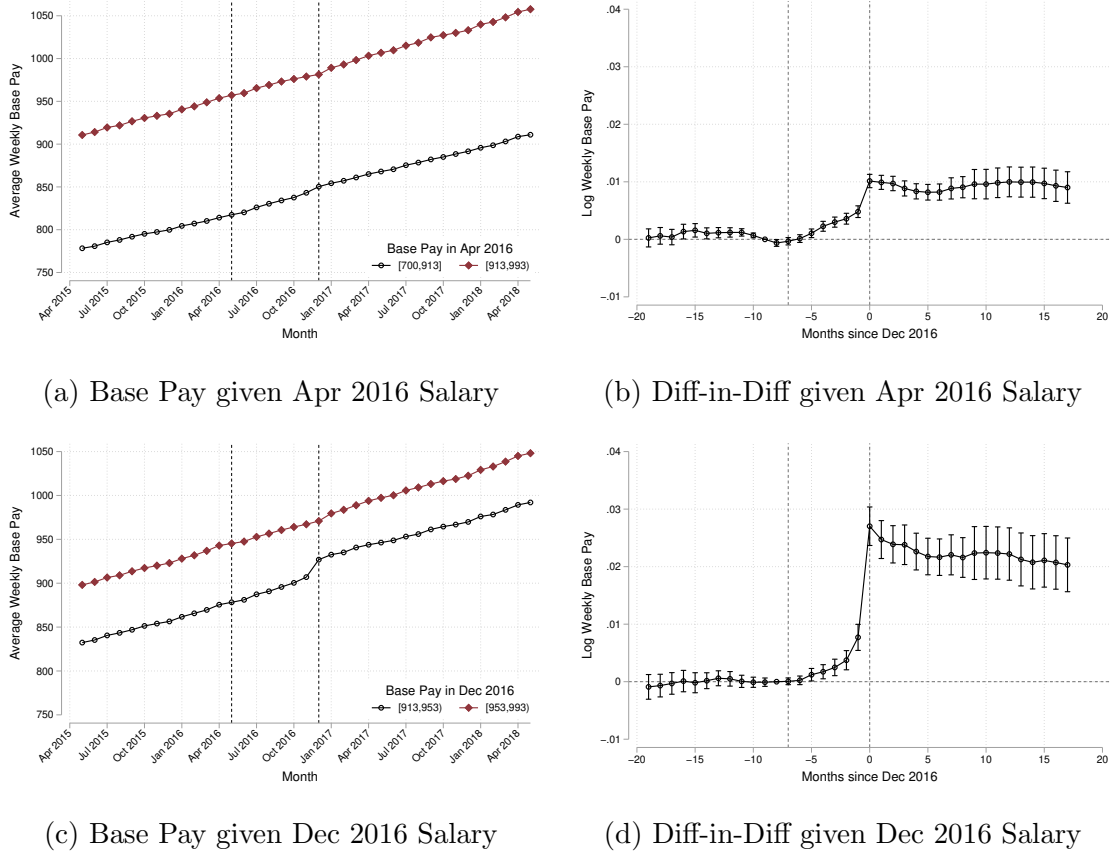 1050
1000
950
900
850
800
750
Average Weekly Base Pay
Base Pay in Apr 2016
[700,913]
[913,993)
Apr 2015
Jul 2015
Oct 2015
Jan 2016
Apr 2016
Jul 2016
Oct 2016
Jan 2017
Apr 2017
Jul 2017
Oct 2017
Jan 2018
Apr 2018
Month
(a) Base Pay given Apr 2016 Salary
.04
.03
.02
.01
0
-.01
Log Weekly Base Pay
-20
-15
-10
-5
0
5
10
15
20
Months since Dec 2016
(b) Diff-in-Diff given Apr 2016 Salary
1050
1000
950
900
850
800
750
Average Weekly Base Pay
Base Pay in Dec 2016
[913,953)
[953,993)
Apr 2015
Jul 2015
Oct 2015
Jan 2016
Apr 2016
Jul 2016
Oct 2016
Jan 2017
Apr 2017
Jul 2017
Oct 2017
Jan 2018
Apr 2018
Month
(c) Base Pay given Dec 2016 Salary
.04
.03
.02
.01
0
-.01
Log Weekly Base Pay
-20
-15
-10
-5
0
5
10
15
20
Months since Dec 2016
(d) Diff-in-Diff given Dec 2016 Salary